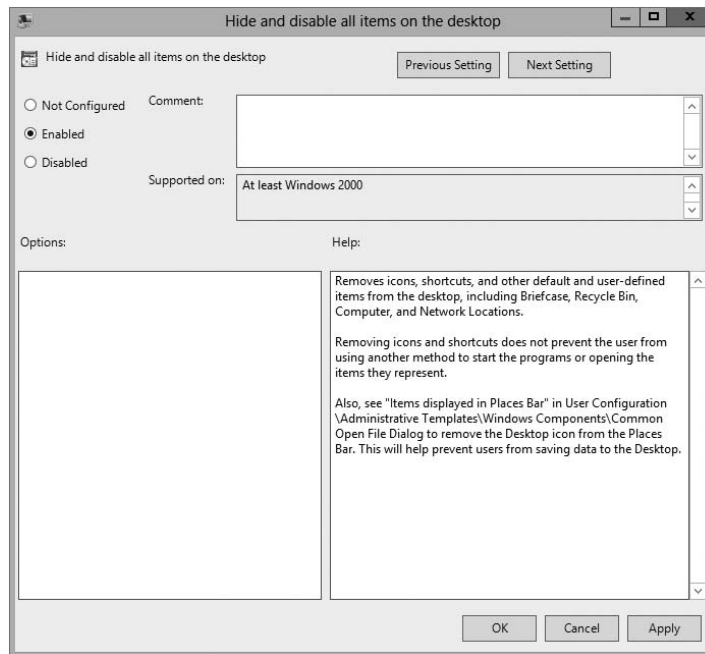 Hide and disable all items on the desktop
Hide and disable all items on the desktop
Previous Setting
Next Setting
Not Configured
Comment:
Enabled
Disabled
Supported on:
At least Windows 2000
Options:
Help:
Removes icons, shortcuts, and other default and user-defined
items from the desktop, including Briefcase, Recycle Bin,
Computer, and Network Locations.
Removing icons and shortcuts does not prevent the user from
using another method to start the programs or opening the
items they represent.
Also, see "Items displayed in Places Bar" in User Configuration
\Administrative Templates\Windows Components\Common
Open File Dialog to remove the Desktop icon from the Places
Bar. This will help prevent users from saving data to the Desktop.
OK
Cancel
Apply